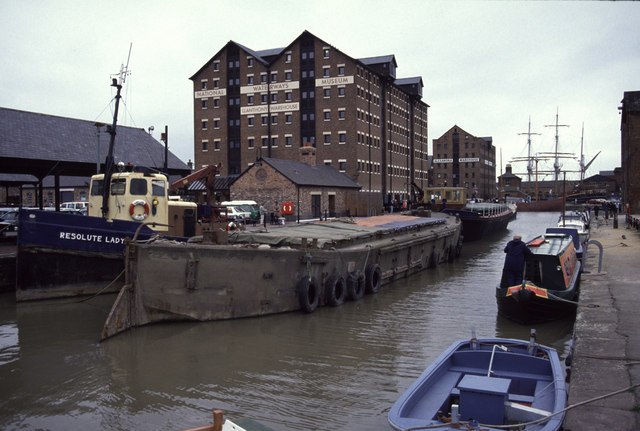 NATIONAL WATERWAYS MUSEUM
LLANTHONY WAREHOUSE
RESOLUTE LADY